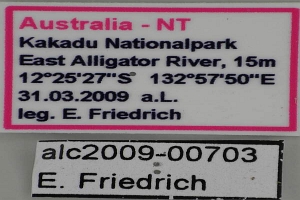 Australia - NT
Kakadu Nationalpark
East Alligator River, 15m
12°25'27"S 132°57'50"E
31.03.2009 a.L.
leg. E. Friedrich
alc2009-00703
E. Friedrich